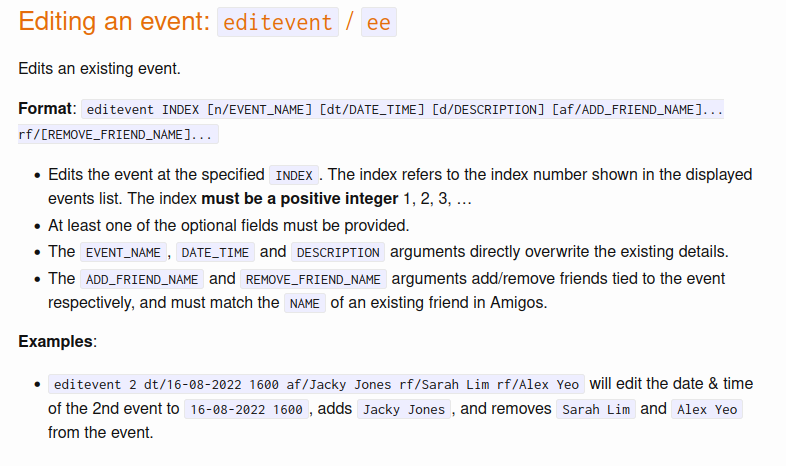 Editing an event: editevent / ee
Edits an existing event.
Format: editevent INDEX [n/EVENT_NAME] [dt/DATE_TIME] [d/DESCRIPTION] [af/ADD_FRIEND_NAME]...
rf/[REMOVE_FRIEND_NAME]...
• Edits the event at the specified INDEX. The index refers to the index number shown in the displayed
events list. The index must be a positive integer 1, 2, 3, …
• At least one of the optional fields must be provided.
• The EVENT_NAME, DATE_TIME and DESCRIPTION arguments directly overwrite the existing details.
• The ADD_FRIEND_NAME and REMOVE_FRIEND_NAME arguments add/remove friends tied to the event
respectively, and must match the NAME of an existing friend in Amigos.
Examples:
• editevent 2 dt/16-08-2022 1600 af/Jacky Jones rf/Sarah Lim rf/Alex Yeo will edit the date & time
of the 2nd event to 16-08-2022 1600, adds Jacky Jones, and removes Sarah Lim and Alex Yeo
from the event.